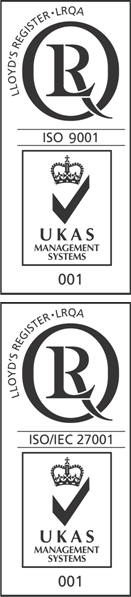 LLOYD'S REGISTER • LRQA
LR
ISO 9001
UKAS
MANAGEMENT
SYSTEMS
001
LLOYD'S REGISTER • LRQA
LR
ISO/IEC 27001
UKAS
MANAGEMENT
SYSTEMS
001